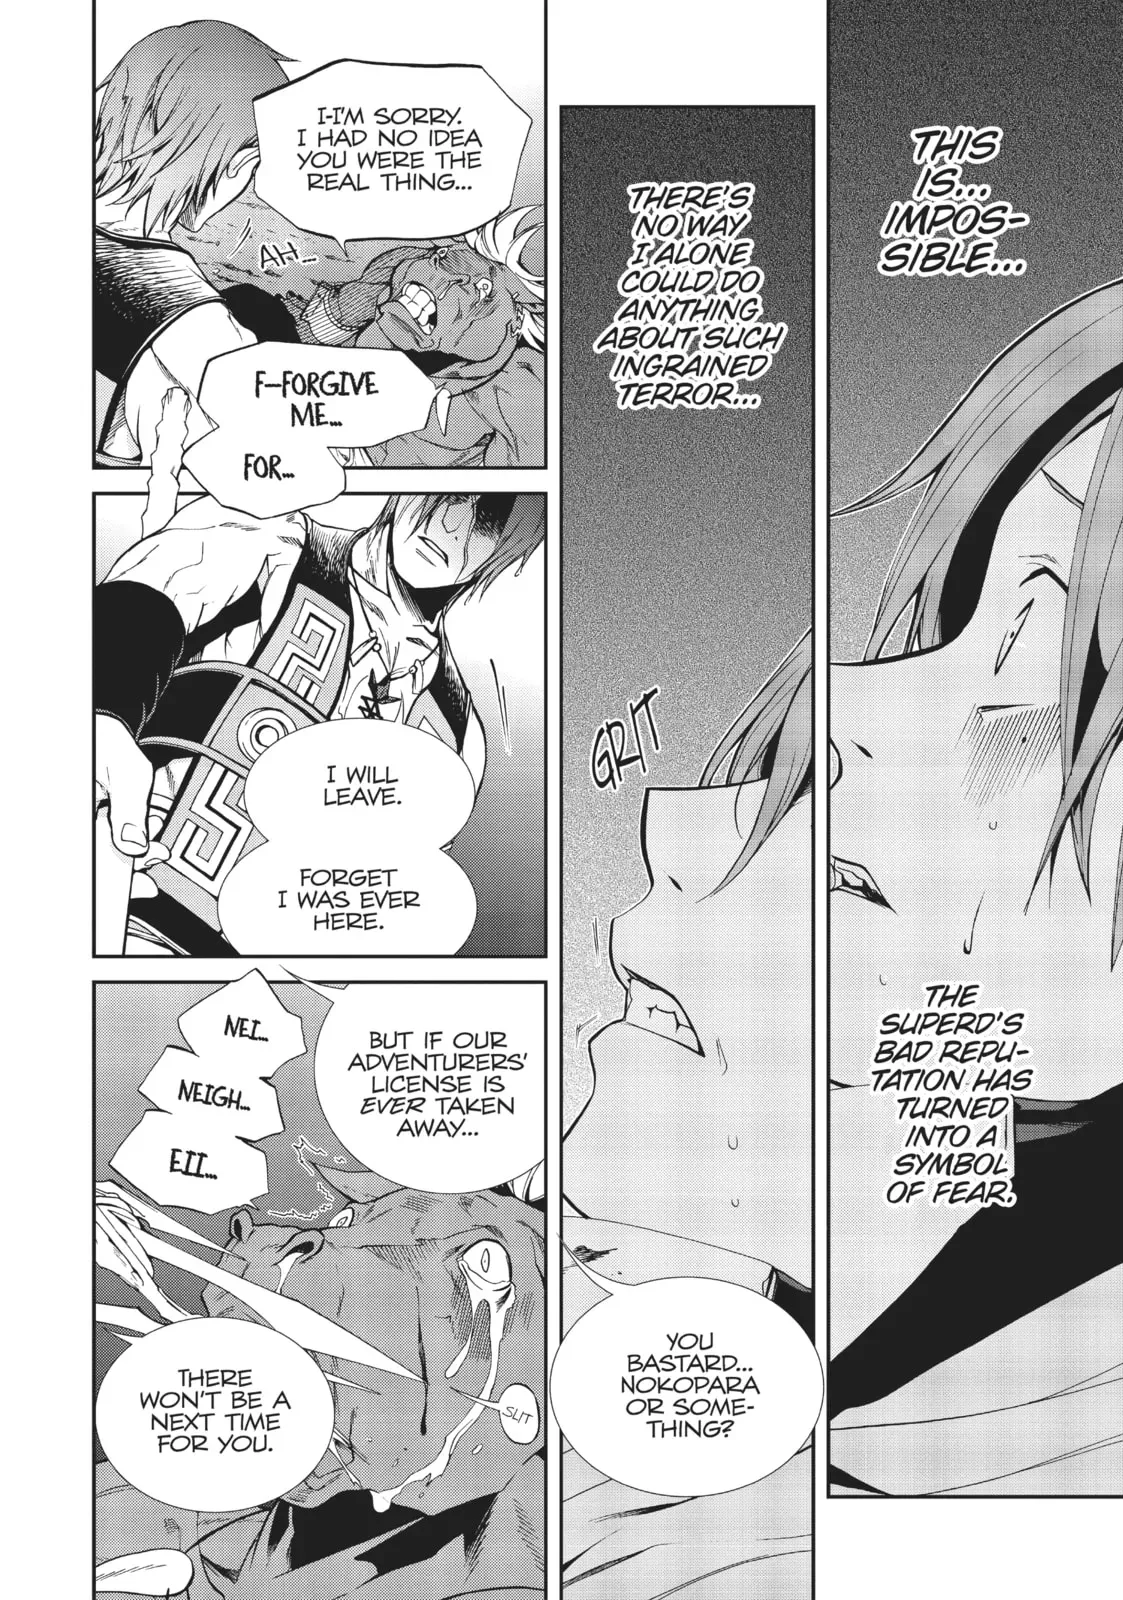 THIS
IS...
IMPOS-
SIBLE...
THE
SUPERD'S
BAD REPU-
TATION HAS
TURNED
INTO A
SYMBOL
OF FEAR.
THERE'S
NO WAY
I ALONE
COULD DO
ANYTHING
ABOUT SUCH
INGRAINED
TERROR...
GRIT
YOU
BASTARD...
NOKOPARA
OR SOME-
THING?
I-I'M SORRY.
I HAD NO IDEA
YOU WERE THE
REAL THING...
AH...
F--FORGIVE
ME...
FOR...
I WILL
LEAVE.
FORGET
I WAS EVER
HERE.
BUT IF OUR
ADVENTURERS'
LICENSE IS
EVER TAKEN
AWAY...
NEI...
NEIGH...
EII...
SLIT
THERE
WON'T BE A
NEXT TIME
FOR YOU.